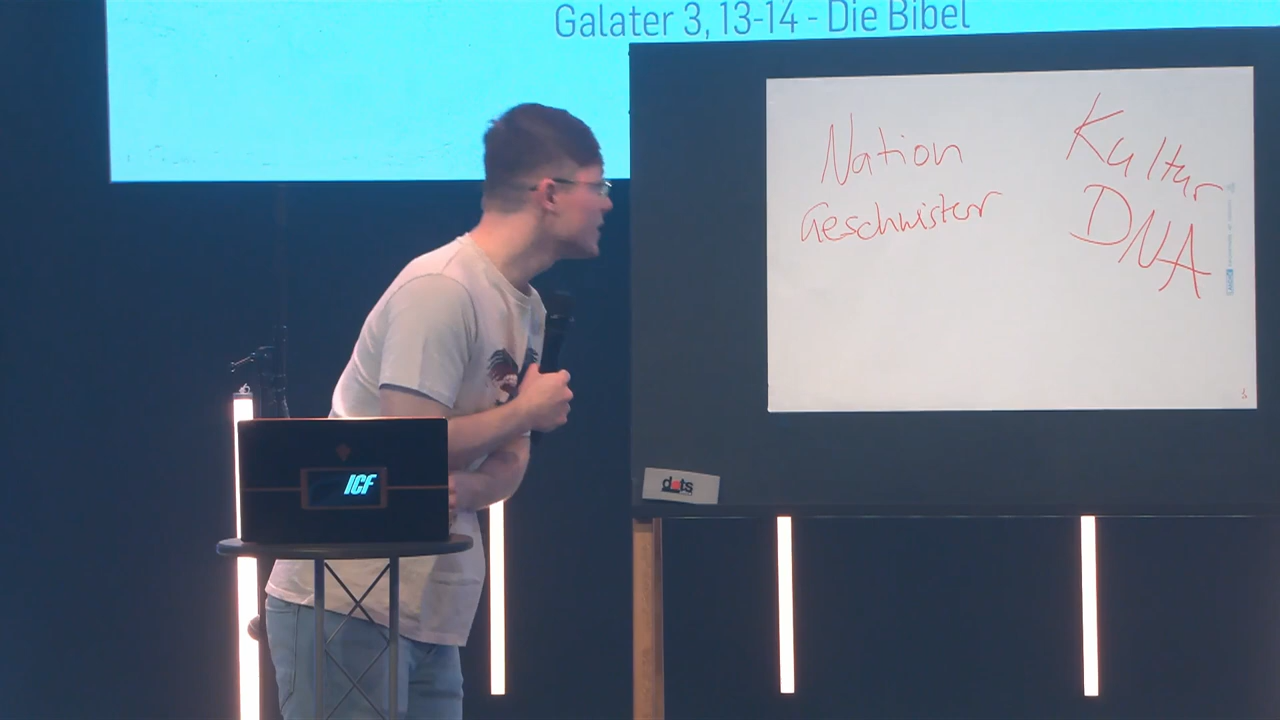 Galater 3, 13-14 - Die Bibel
Nation
Kultur
Geschwister
DNA
ICF
dots